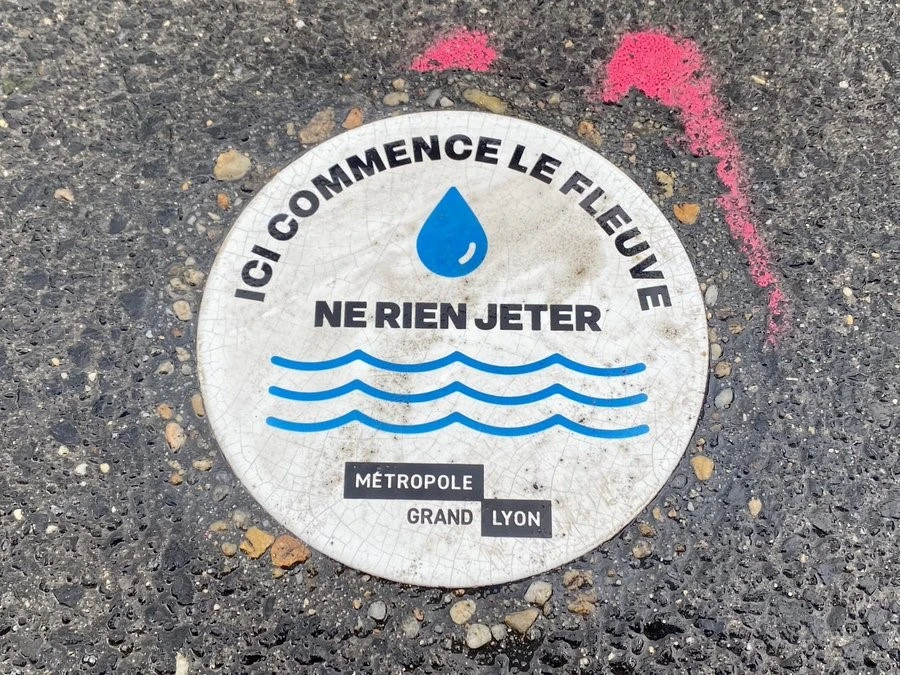 ICI COMMENCE LE FLEUVE
NE RIEN JETER
MÉTROPOLE
GRAND LYON